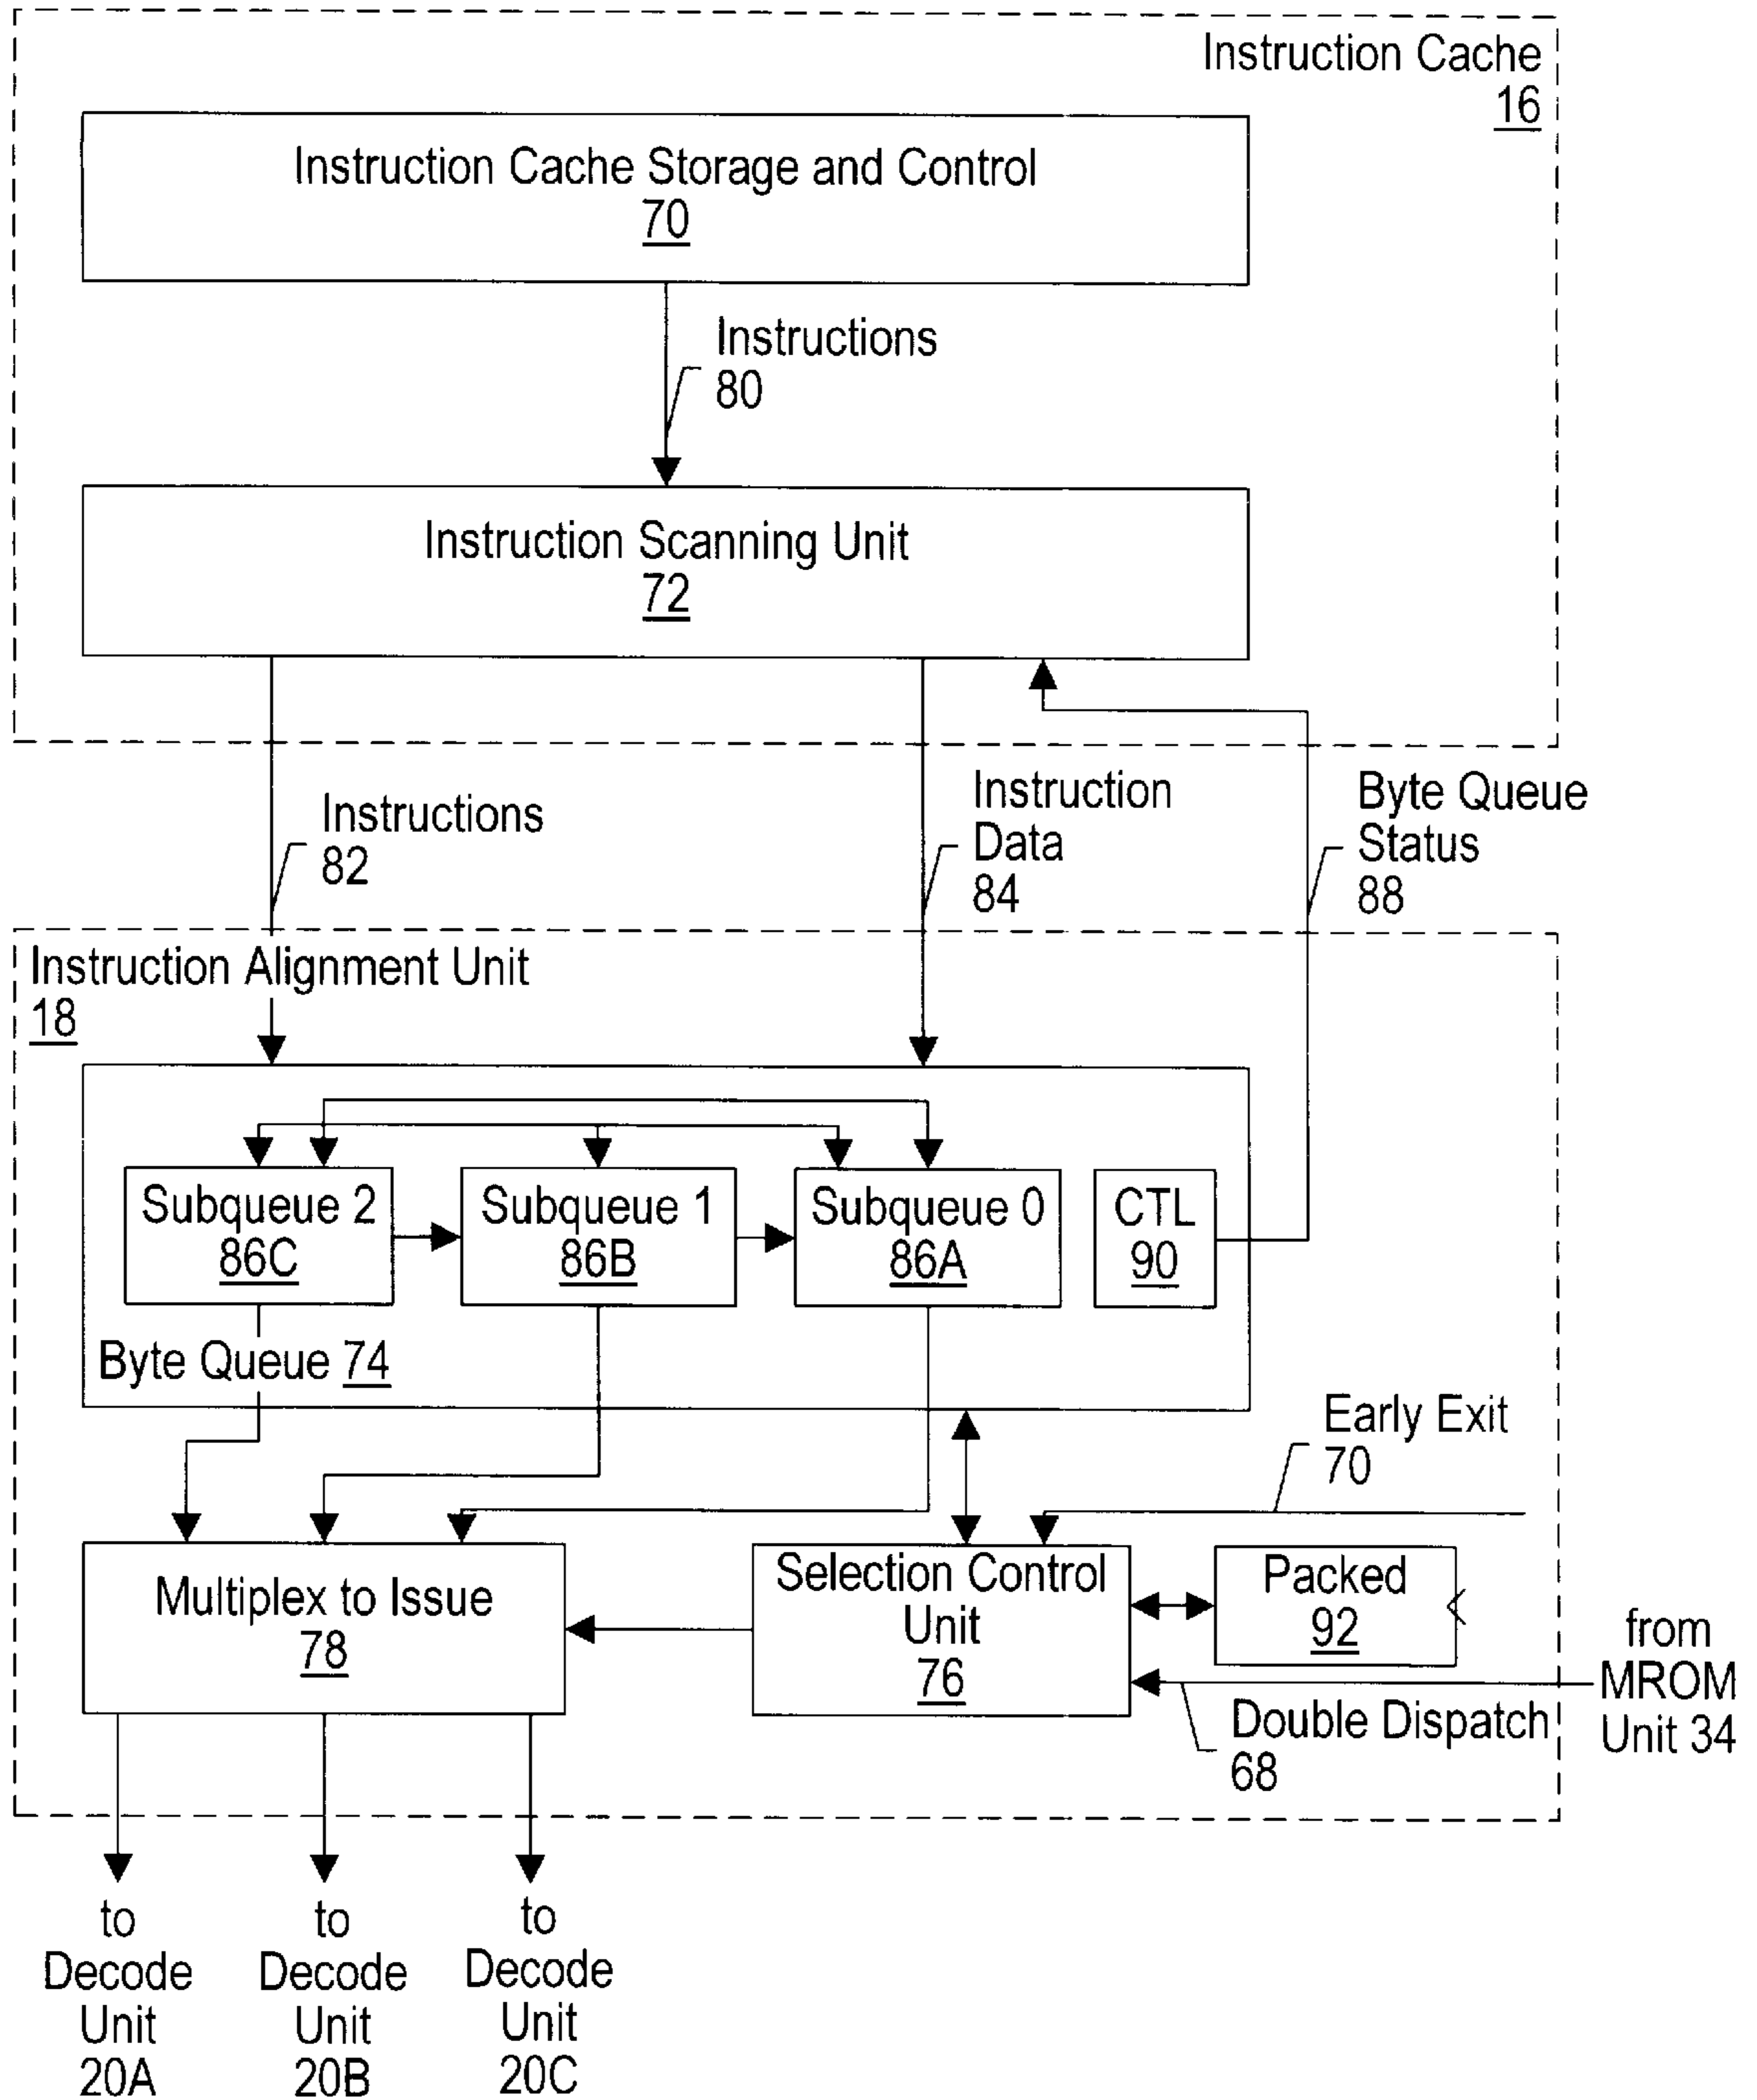 Instruction Cache
16
Instruction Cache Storage and Control
70
Instructions
80
Instruction Scanning Unit
72
Instructions
82
Instruction
Data
84
Byte Queue
Status
88
Instruction Alignment Unit
18
Subqueue 2
86C
Subqueue 1
86B
Subqueue 0
86A
CTL
90
Byte Queue 74
Early Exit
70
Multiplex to Issue
78
Selection Control
Unit
76
Packed
92
from
MROM
Unit 34
Double Dispatch
68
to
Decode
Unit
20A
to
Decode
Unit
20B
to
Decode
Unit
20C